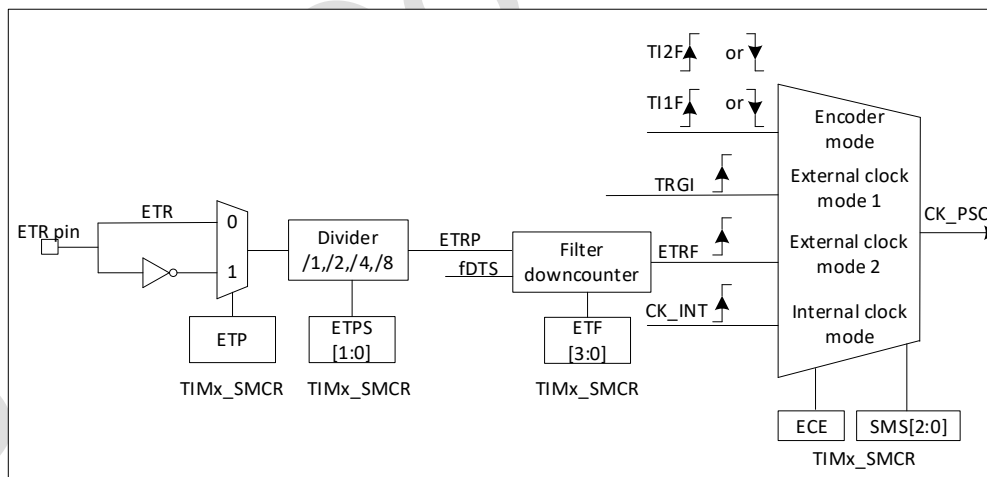 TI2F or
TI1F or
Encoder
mode
TRGI
External clock
mode 1
CK_PSC
ETR pin
ETR
0
1
Divider
/1,/2,/4,/8
ETRP
fDTS
Filter
downcounter
ETRF
External clock
mode 2
CK_INT
Internal clock
mode
ETP
ETPS
[1:0]
ETF
[3:0]
TIMx_SMCR
TIMx_SMCR
TIMx_SMCR
ECE
SMS[2:0]
TIMx_SMCR